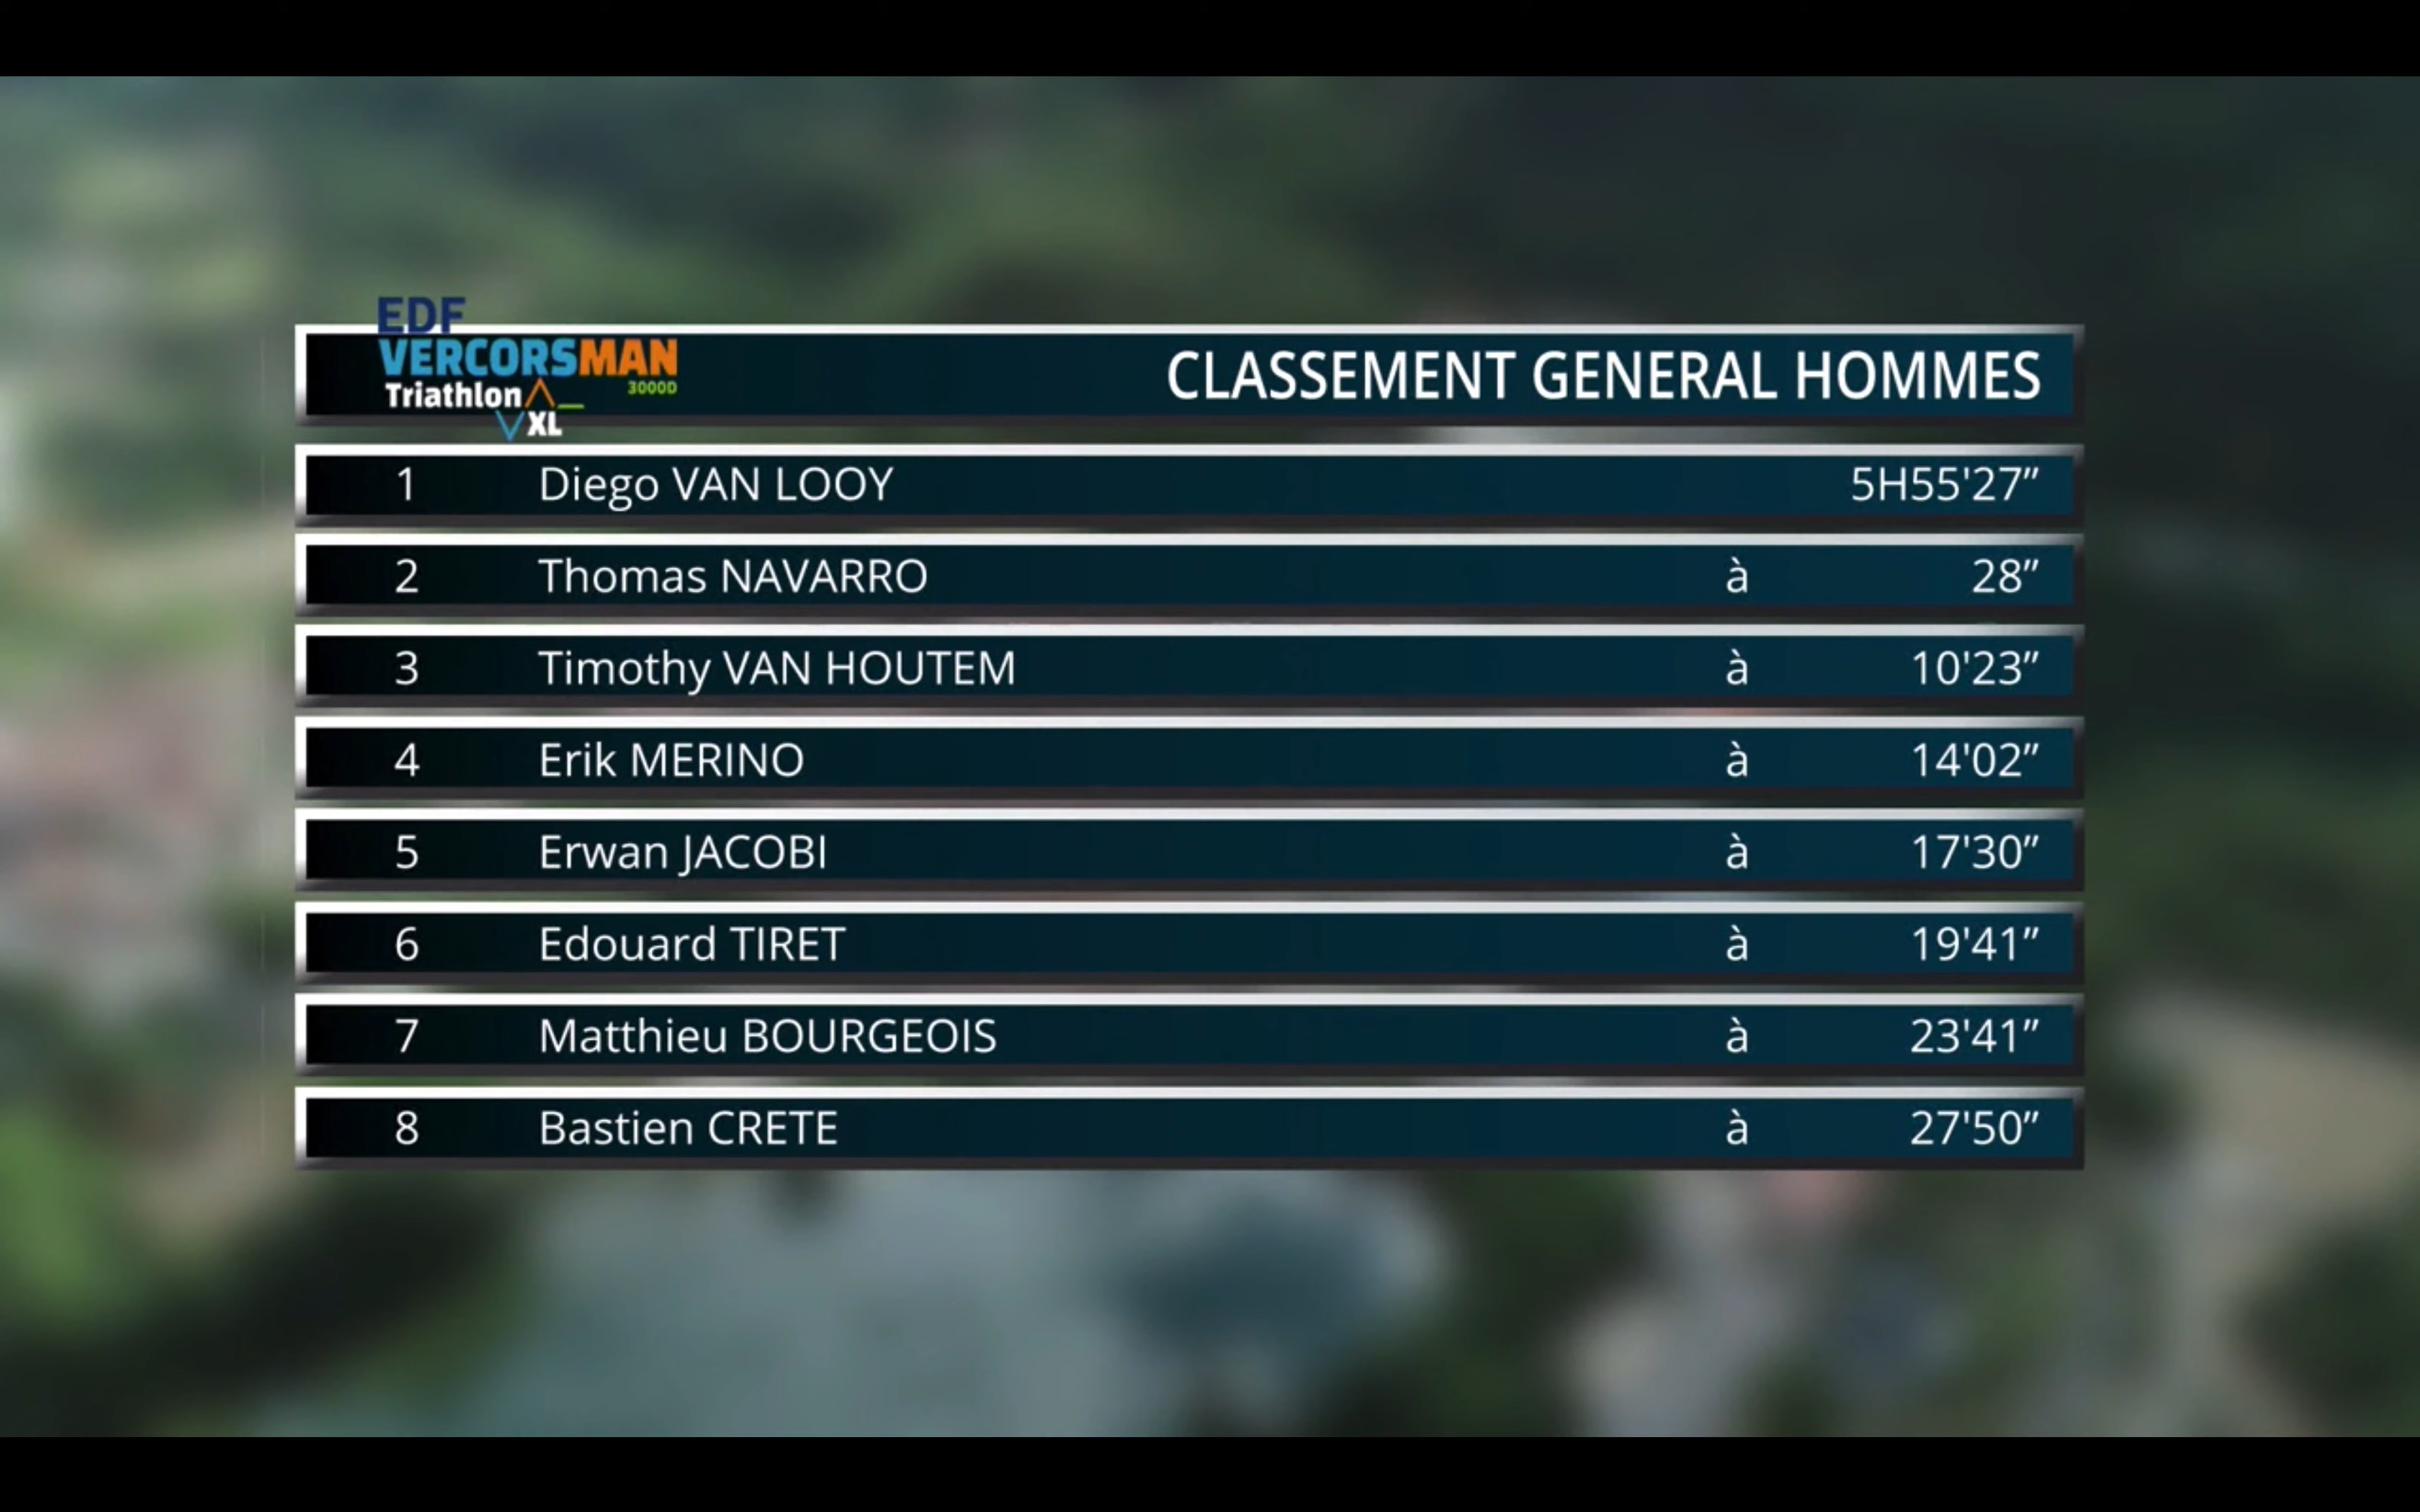 EDF
VERCORSMAN
3000D
Triathlon
XL
CLASSEMENT GENERAL HOMMES
1 Diego VAN LOOY 5H55'27”
2 Thomas NAVARRO à 28”
3 Timothy VAN HOUTEM à 10'23”
4 Erik MERINO à 14'02”
5 Erwan JACOBI à 17'30”
6 Edouard TIRET à 19'41”
7 Matthieu BOURGEOIS à 23'41”
8 Bastien CRETE à 27'50”